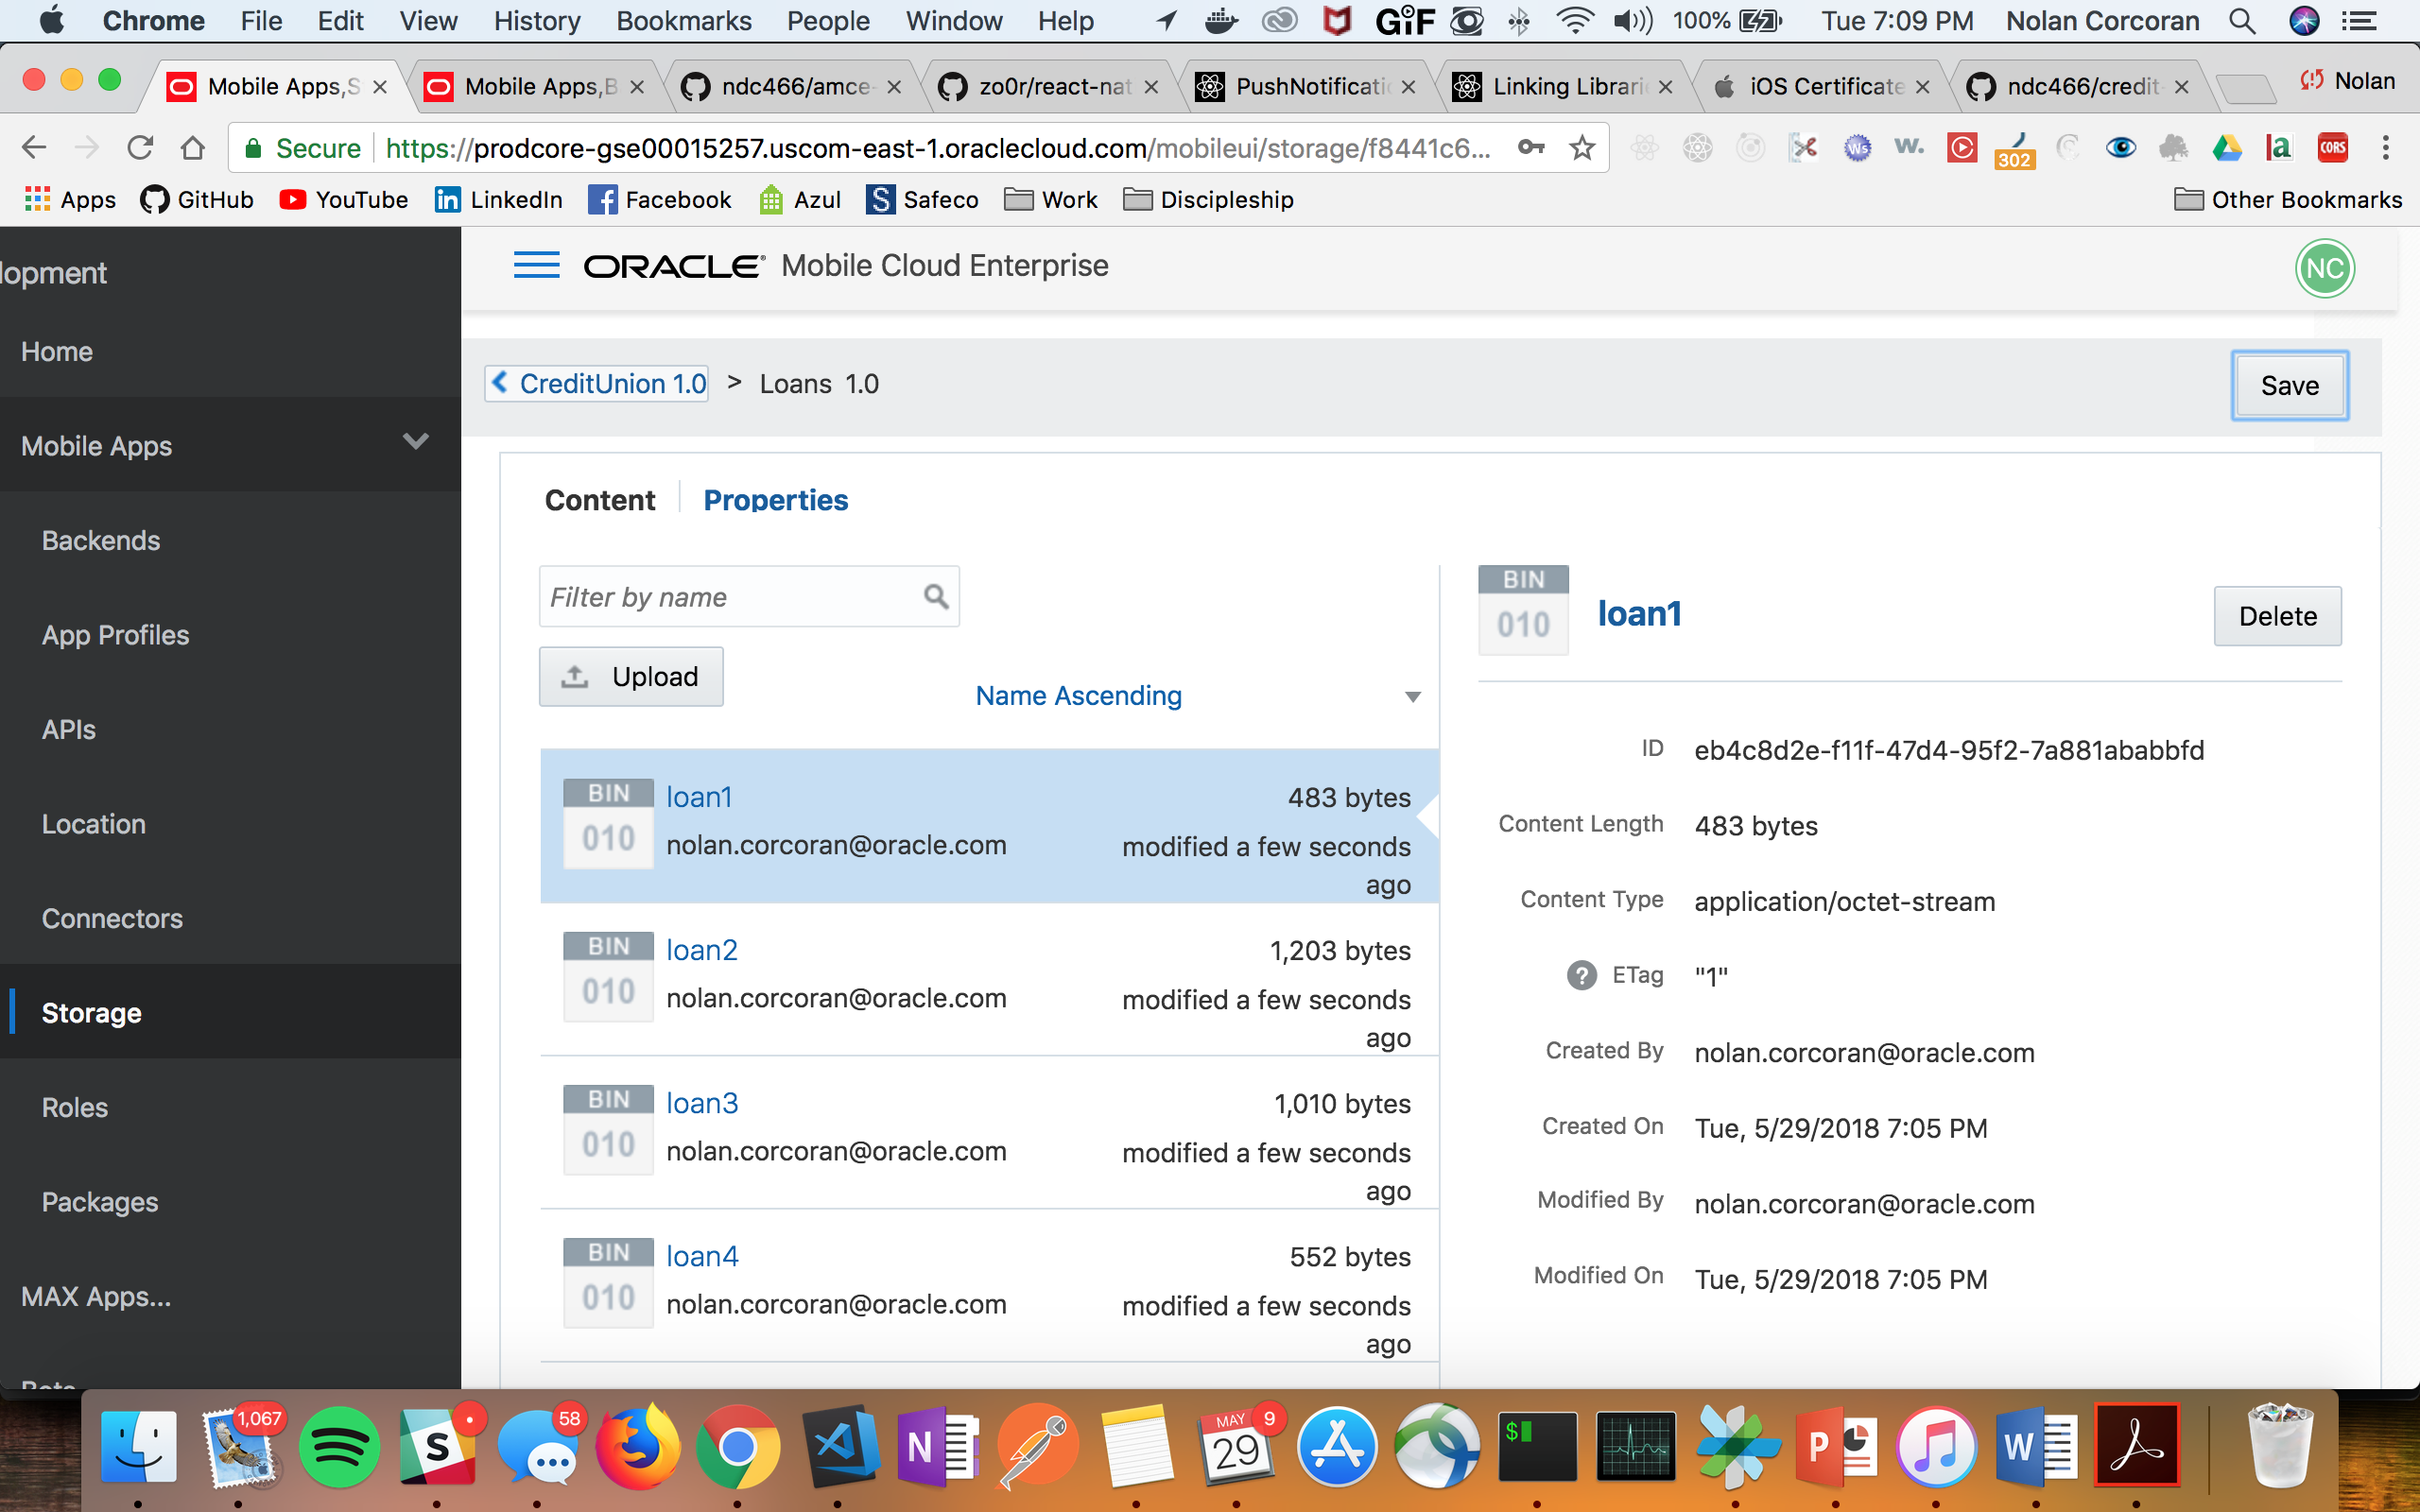 Chrome File Edit View History Bookmarks People Window Help GIF 100% Tue 7:09 PM Nolan Corcoran
Mobile Apps,S Mobile Apps,B ndc466/amce- zo0r/react-nat PushNotificati Linking Librari iOS Certificate ndc466/credit- Nolan
Secure https://prodcore-gse00015257.uscom-east-1.oraclecloud.com/mobileui/storage/f8441c6... Ws w. 302 a CORS
Apps GitHub YouTube LinkedIn Facebook Azul Safeco Work Discipleship Other Bookmarks
lopment
Home
Mobile Apps
Backends
App Profiles
APIs
Location
Connectors
Storage
Roles
Packages
MAX Apps...
ORACLE® Mobile Cloud Enterprise NC
CreditUnion 1.0 > Loans 1.0 Save
Content Properties
Filter by name
Upload
Name Ascending
BIN 010 loan1 483 bytes
nolan.corcoran@oracle.com modified a few seconds
ago
BIN 010 loan2 1,203 bytes
nolan.corcoran@oracle.com modified a few seconds
ago
BIN 010 loan3 1,010 bytes
nolan.corcoran@oracle.com modified a few seconds
ago
BIN 010 loan4 552 bytes
nolan.corcoran@oracle.com modified a few seconds
ago
BIN 010 loan1 Delete
ID eb4c8d2e-f11f-47d4-95f2-7a881ababbfd
Content Length 483 bytes
Content Type application/octet-stream
? ETag "1"
Created By nolan.corcoran@oracle.com
Created On Tue, 5/29/2018 7:05 PM
Modified By nolan.corcoran@oracle.com
Modified On Tue, 5/29/2018 7:05 PM
1,067 S 58 N MAY 29 9 $ P W